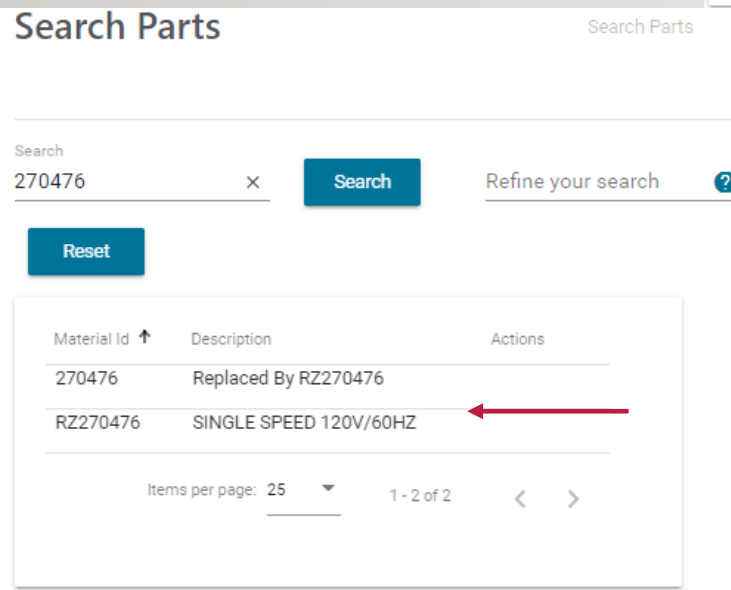 Search Parts
Search Parts
Search
270476 × Search Refine your search ?
Reset
Material Id ↑ Description Actions
270476 Replaced By RZ270476
RZ270476 SINGLE SPEED 120V/60HZ
Items per page: 25 1 - 2 of 2 < >